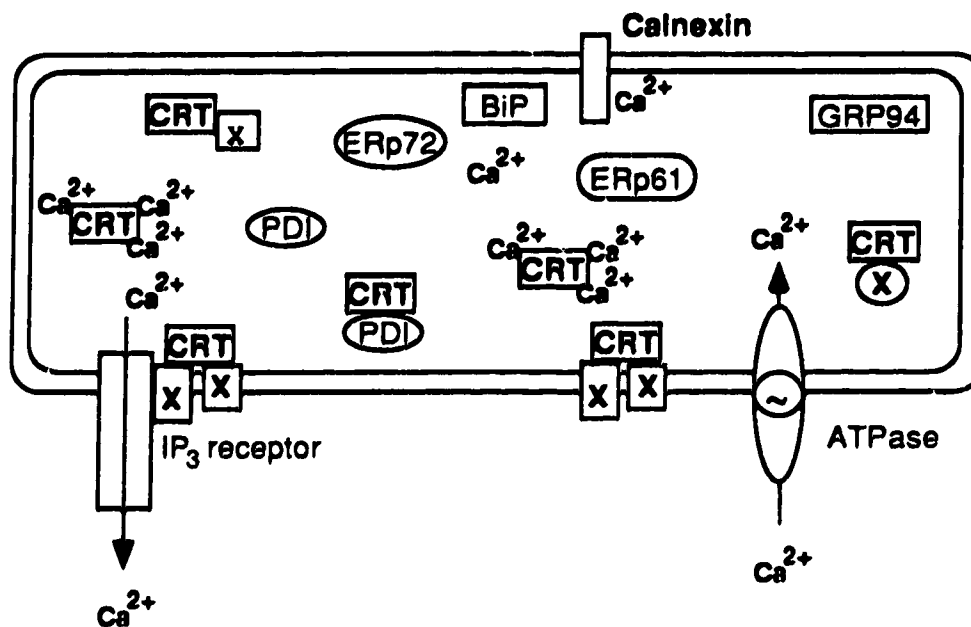 Calnexin
BiP
Ca²⁺
GRP94
CRT
X
ERp72
Ca²⁺
ERp61
Ca²⁺
Ca²⁺
CRT
Ca²⁺
PDI
Ca²⁺
Ca²⁺
CRT
Ca²⁺
Ca²⁺
CRT
X
Ca²⁺
CRT
PDI
CRT
X
X
CRT
X
X
~
IP₃ receptor
ATPase
Ca²⁺
Ca²⁺